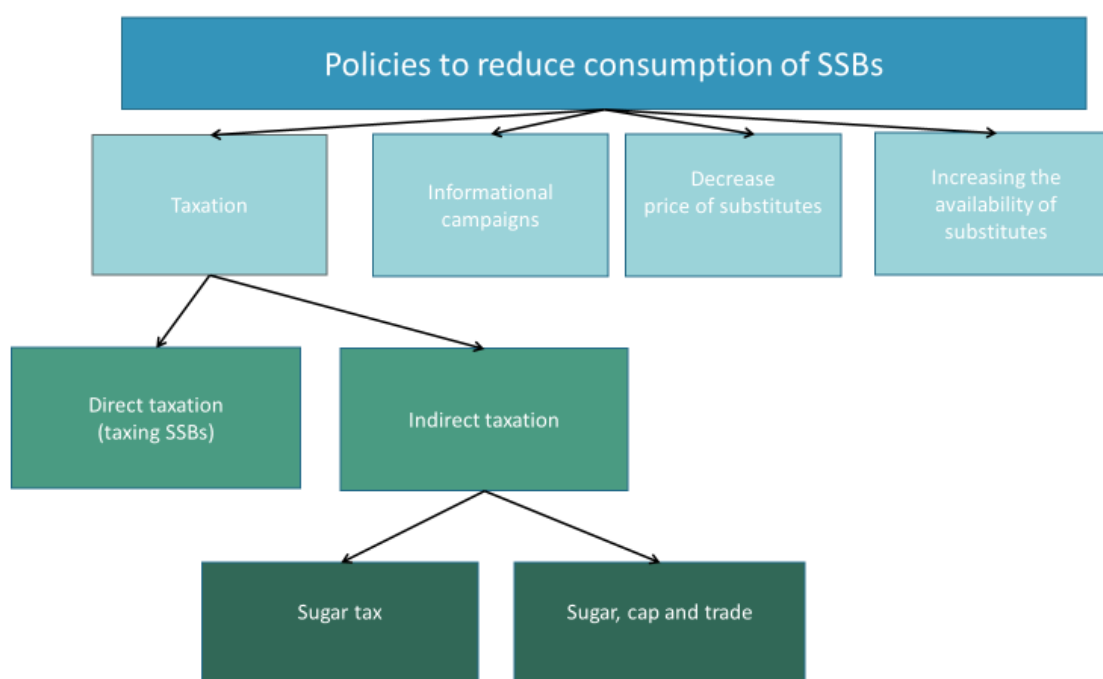 Policies to reduce consumption of SSBs
Taxation
Informational
campaigns
Decrease
price of substitutes
Increasing the
availability of
substitutes
Direct taxation
(taxing SSBs)
Indirect taxation
Sugar tax
Sugar, cap and trade